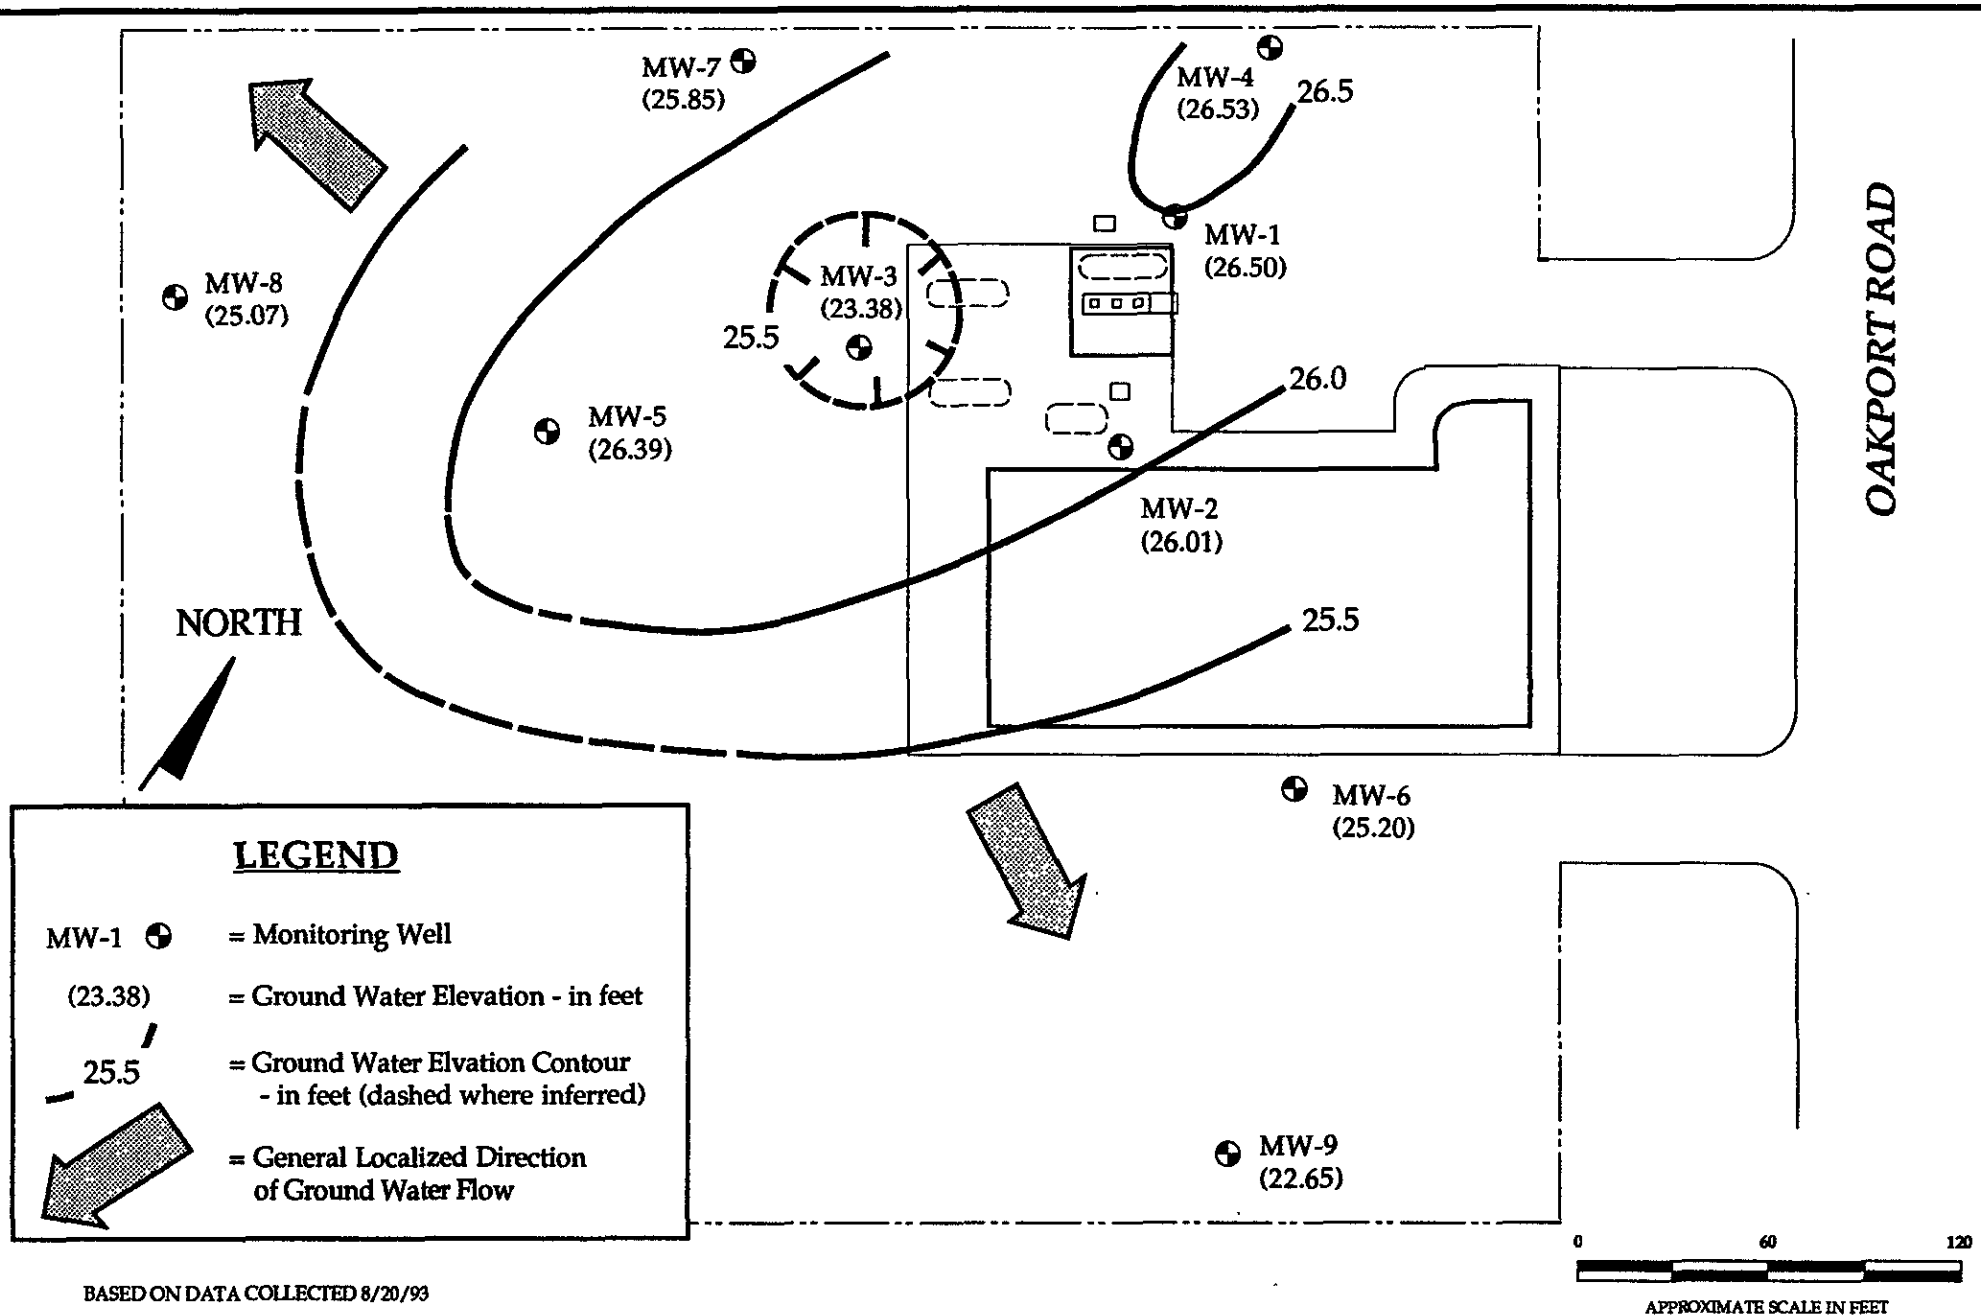 MW-7
(25.85)
MW-4
(26.53)
26.5
OAKPORT ROAD
MW-1
(26.50)
MW-3
(23.38)
25.5
MW-8
(25.07)
26.0
MW-5
(26.39)
MW-2
(26.01)
NORTH
25.5
MW-6
(25.20)
LEGEND
MW-1 = Monitoring Well
(23.38) = Ground Water Elevation - in feet
25.5 = Ground Water Elvation Contour
- in feet (dashed where inferred)
= General Localized Direction
of Ground Water Flow
MW-9
(22.65)
0 60 120
APPROXIMATE SCALE IN FEET
BASED ON DATA COLLECTED 8/20/93